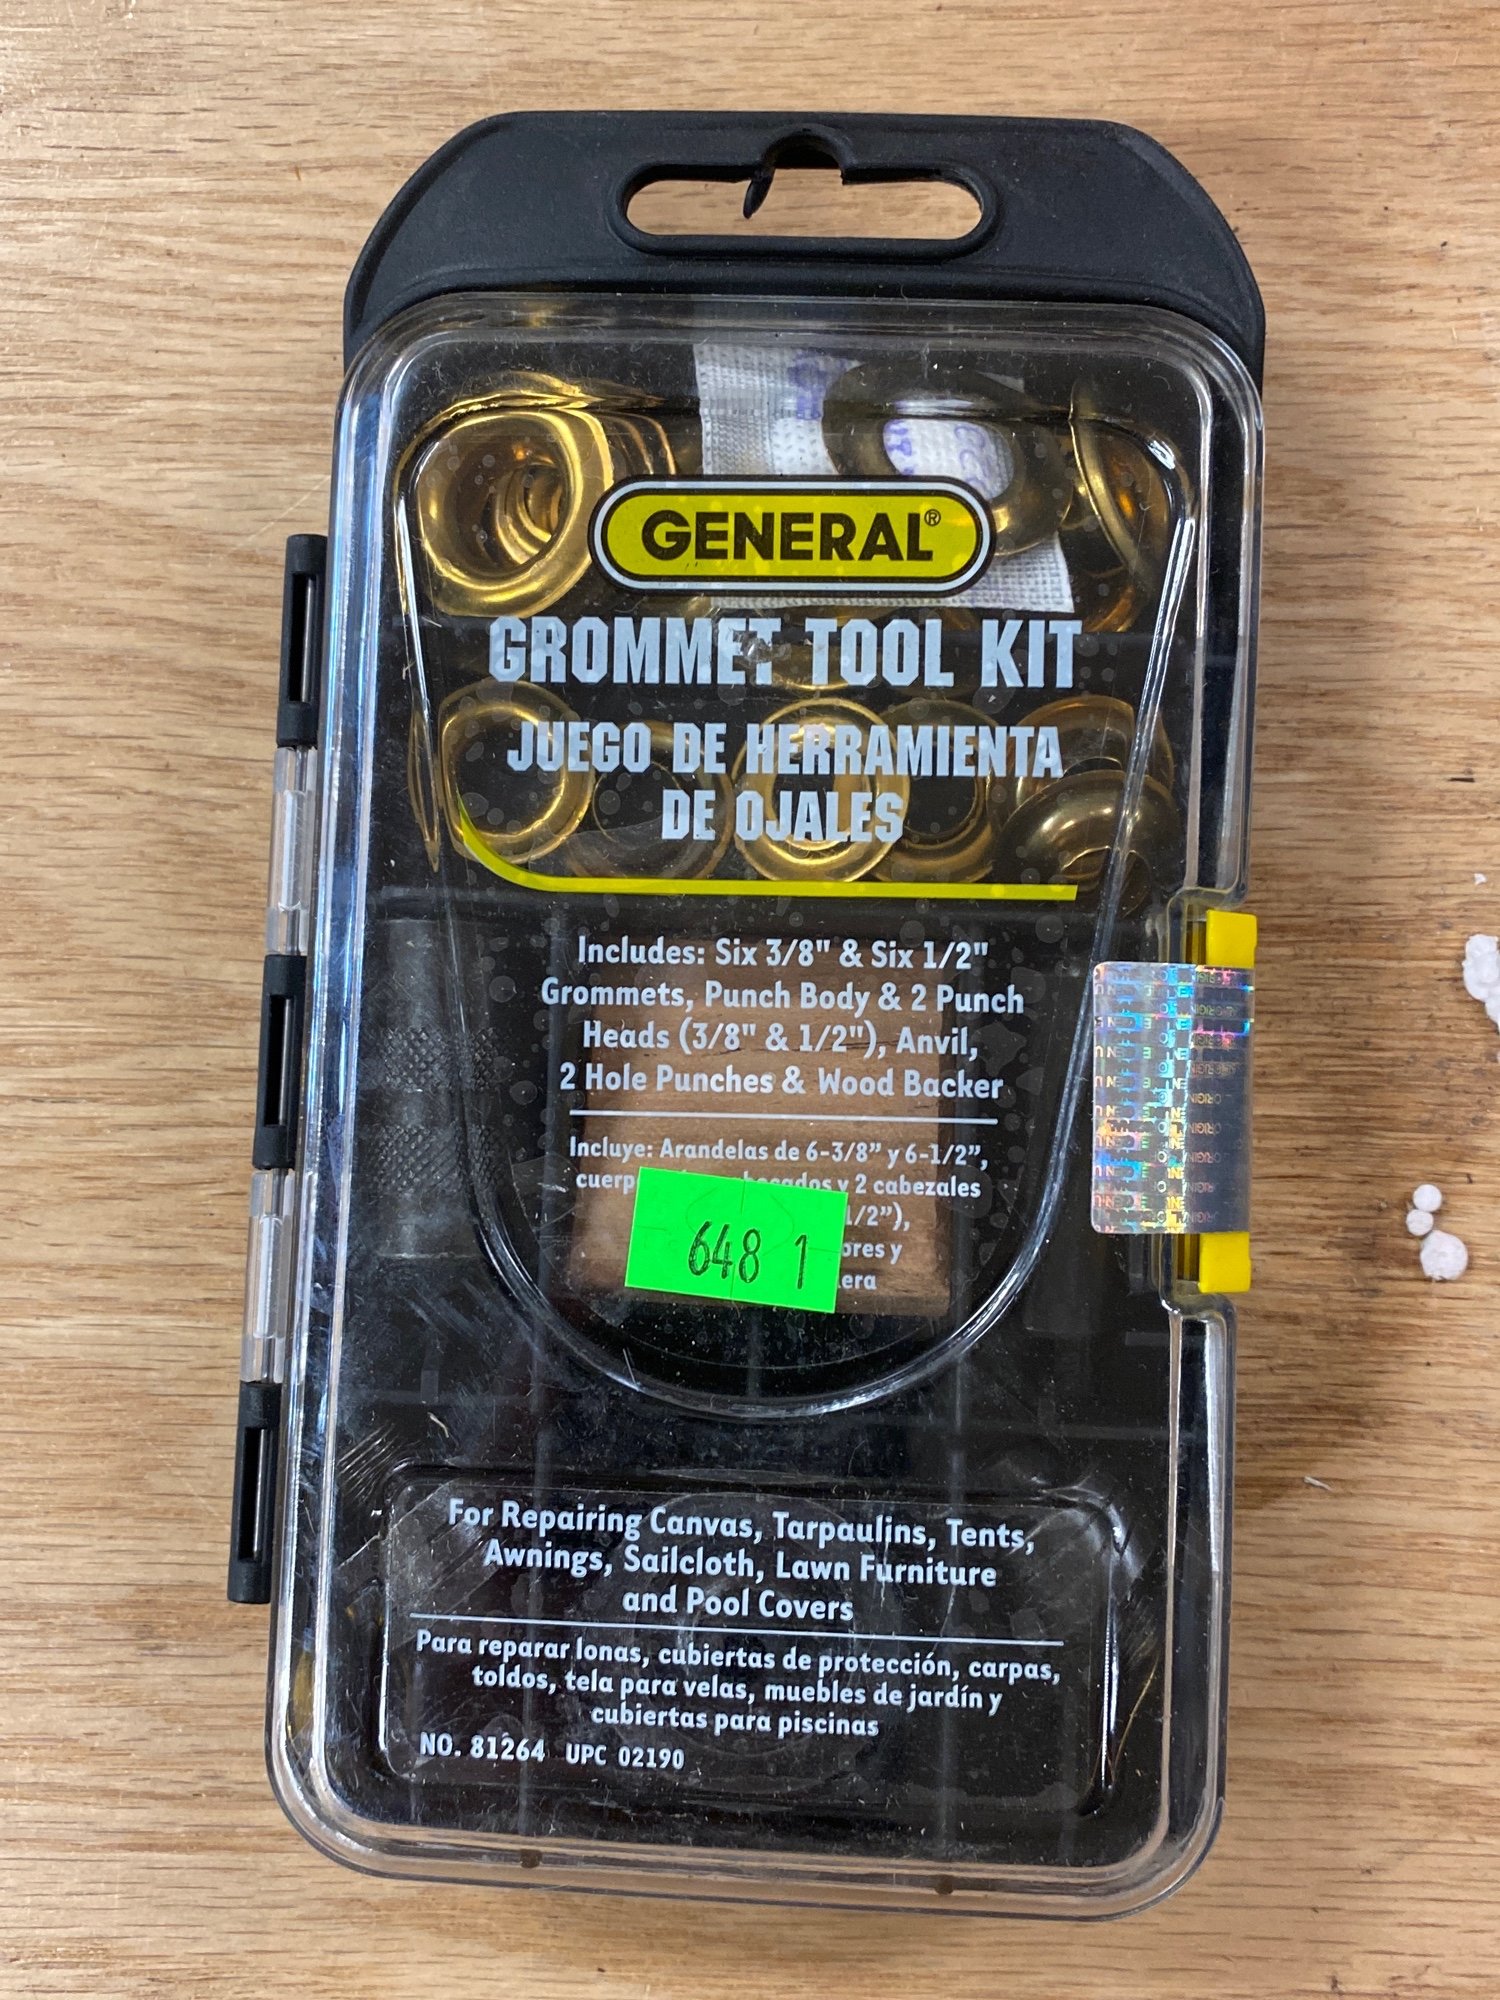 GENERAL®
GROMMET TOOL KIT
JUEGO DE HERRAMIENTA
DE OJALES
Includes: Six 3/8" & Six 1/2"
Grommets, Punch Body & 2 Punch
Heads (3/8" & 1/2"), Anvil,
2 Hole Punches & Wood Backer
Incluye: Arandelas de 6-3/8” y 6-1/2”,
y 2 cabezales
1/2”),
y
648 1
For Repairing Canvas, Tarpaulins, Tents,
Awnings, Sailcloth, Lawn Furniture
and Pool Covers
Para reparar lonas, cubiertas de protección, carpas,
toldos, tela para velas, muebles de jardín y
cubiertas para piscinas
NO. 81264 UPC 02190